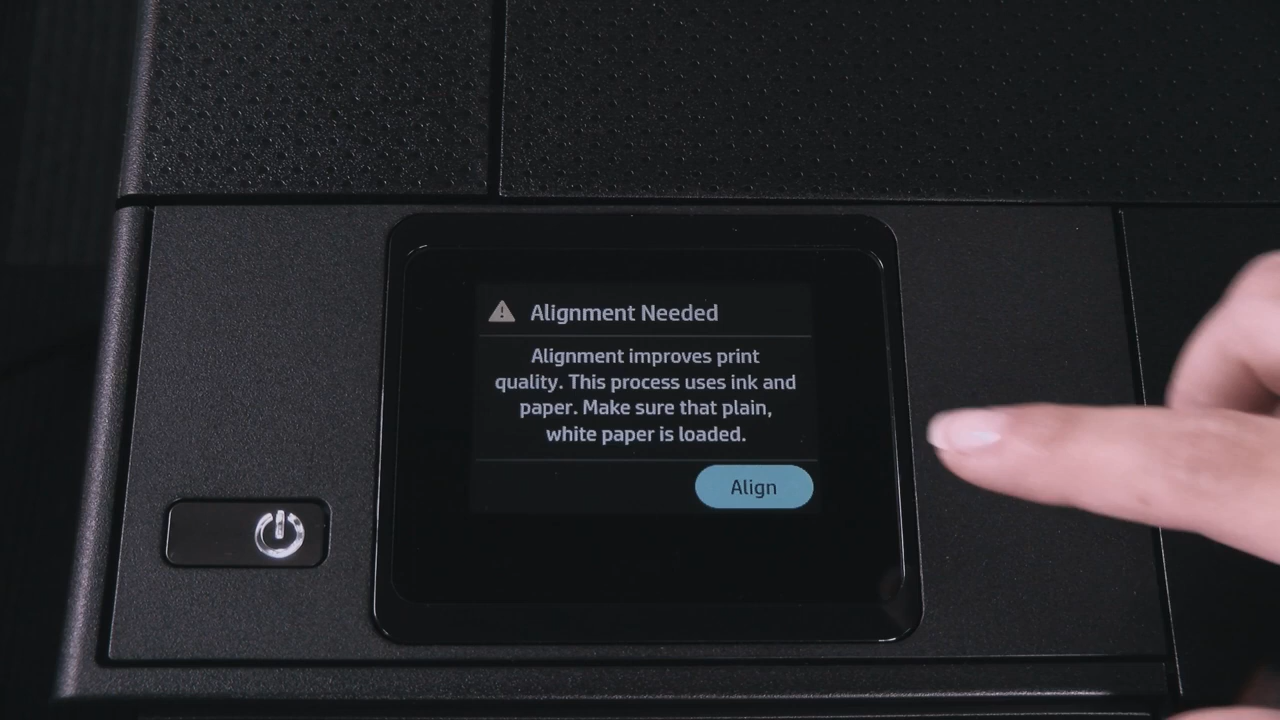 Alignment Needed
Alignment improves print
quality. This process uses ink and
paper. Make sure that plain,
white paper is loaded.
Align